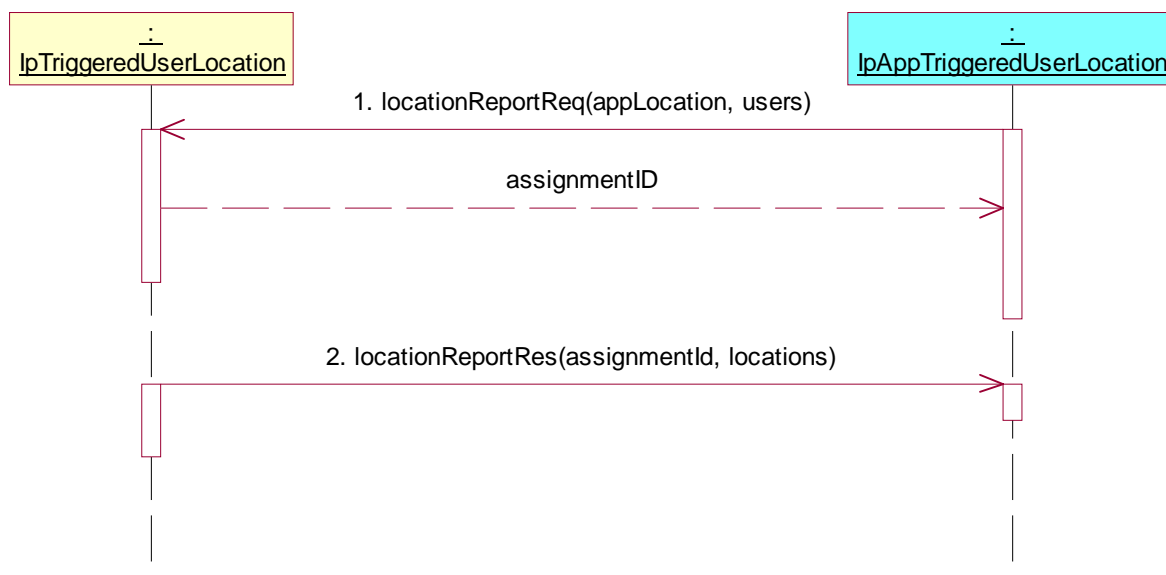 :
IpTriggeredUserLocation
:
IpAppTriggeredUserLocation
1. locationReportReq(appLocation, users)
assignmentID
2. locationReportRes(assignmentId, locations)